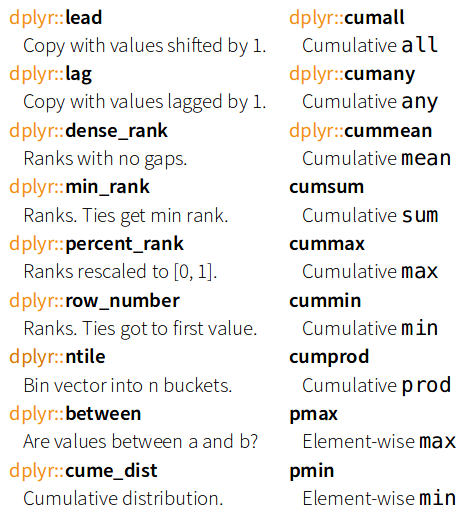 dplyr::lead
Copy with values shifted by 1.
dplyr::lag
Copy with values lagged by 1.
dplyr::dense_rank
Ranks with no gaps.
dplyr::min_rank
Ranks. Ties get min rank.
dplyr::percent_rank
Ranks rescaled to [0, 1].
dplyr::row_number
Ranks. Ties got to first value.
dplyr::ntile
Bin vector into n buckets.
dplyr::between
Are values between a and b?
dplyr::cume_dist
Cumulative distribution.
dplyr::cumall
Cumulative all
dplyr::cumany
Cumulative any
dplyr::cummean
Cumulative mean
cumsum
Cumulative sum
cummax
Cumulative max
cummin
Cumulative min
cumprod
Cumulative prod
pmax
Element-wise max
pmin
Element-wise min